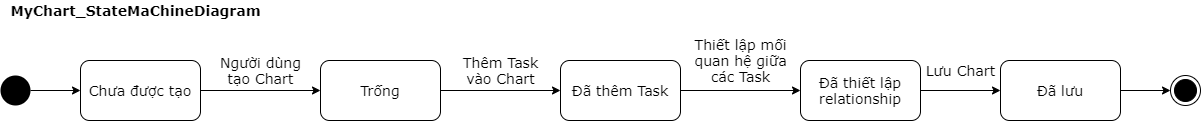 MyChart_StateMaChineDiagram
Chưa được tạo
Người dùng
tạo Chart
Trống
Thêm Task
vào Chart
Đã thêm Task
Thiết lập mối
quan hệ giữa
các Task
Đã thiết lập
relationship
Lưu Chart
Đã lưu